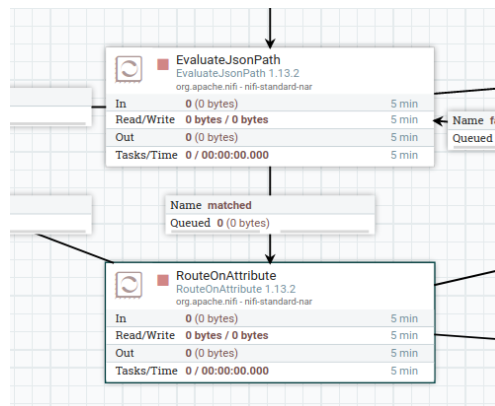 EvaluateJsonPath
EvaluateJsonPath 1.13.2
org.apache.nifi - nifi-standard-nar
In 0 (0 bytes) 5 min
Read/Write 0 bytes / 0 bytes 5 min
Out 0 (0 bytes) 5 min
Tasks/Time 0 / 00:00:00.000 5 min
Name
Queued
Name matched
Queued 0 (0 bytes)
RouteOnAttribute
RouteOnAttribute 1.13.2
org.apache.nifi - nifi-standard-nar
In 0 (0 bytes) 5 min
Read/Write 0 bytes / 0 bytes 5 min
Out 0 (0 bytes) 5 min
Tasks/Time 0 / 00:00:00.000 5 min